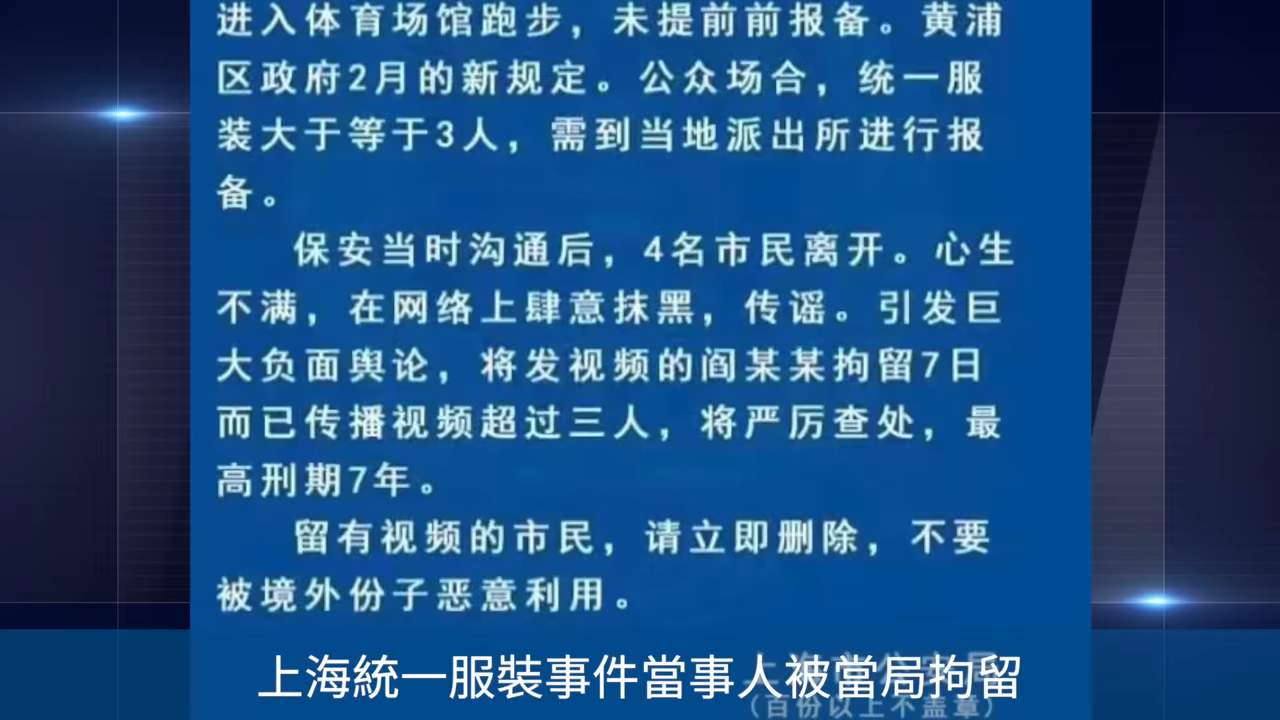 进入体育场馆跑步，未提前前报备。黄浦
区政府2月的新规定。公众场合，统一服
装大于等于3人，需到当地派出所进行报
备。
保安当时沟通后，4名市民离开。心生
不满，在网络上肆意抹黑，传谣。引发巨
大负面舆论，将发视频的阎某某拘留7日
而已传播视频超过三人，将严厉查处，最
高刑期7年。
留有视频的市民，请立即删除，不要
被境外份子恶意利用。
上海統一服裝事件當事人被當局拘留
（百份以上不盖章）